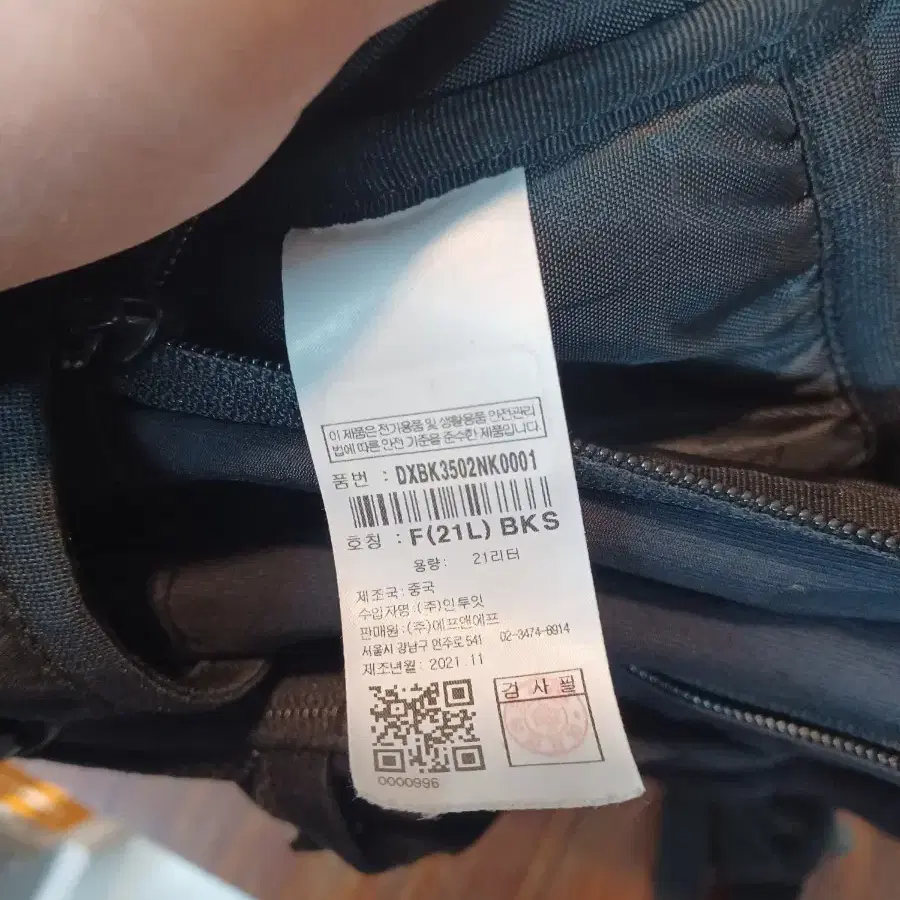 이 제품은 전기용품 및 생활용품 안전관리
법에 따른 안전 기준을 준수한 제품입니다.
품번 : DXBK3502NK0001
호칭 : F(21L) BKS
용량: 21리터
제조국: 중국
수입자명 : (주)인투잇
판매원 : (주)에프앤에프
서울시 강남구 언주로 541 02-3474-8914
제조년월 : 2021.11
검사필
0000996